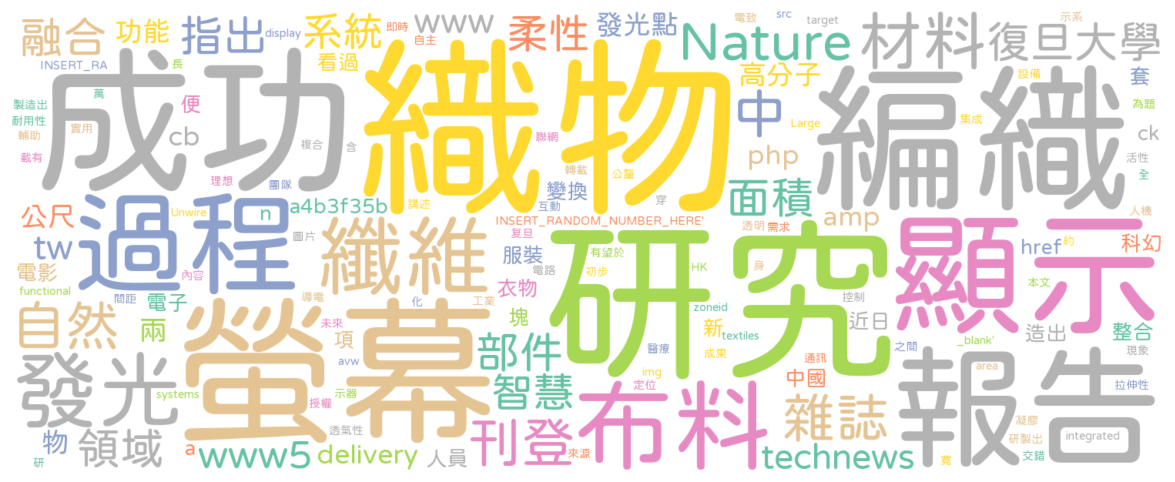 融合 功能 指出 display 系統 即時 自主 www 柔性 發光點 電致 src target 示系
INSERT_RA 長 看過 Nature 材料 復旦大學
成功 織物 編織 高分子 設備 套 為題
製造出 萬 便 耐用性 實用 輔助 cb 複合 含 聯網 中 Large 集成 ck
載有 理想 團隊 轉載 公釐 php 活性 全
過程 n a4b3f35b 講述 互動 變換 穿 面積 amp 人機
公尺 Unwire INSERT_RANDOM_NUMBER_HERE' 透明 需求 約
tw 圖片 纖維 复旦 服裝 有望於 研究 顯示 href 科幻
電影 內容 電路 初步 身 HK 控制 本文
functional 間距 電子 導電 化 工業 衣物 zoneid 近日 造出 整合
自然 兩 螢幕 未來 項 塊 新 textiles _blank' 現象
發光 avw 部件 醫療 成果 之間 報告
systems 示器 智慧 img 定位 通訊 中國 area 拉伸性
授權 布料 雜誌 凝膠
物 領域 a 透氣性 刊登 研製出 integrated
研 www5 delivery 人員 來源 technews 寬 交錯